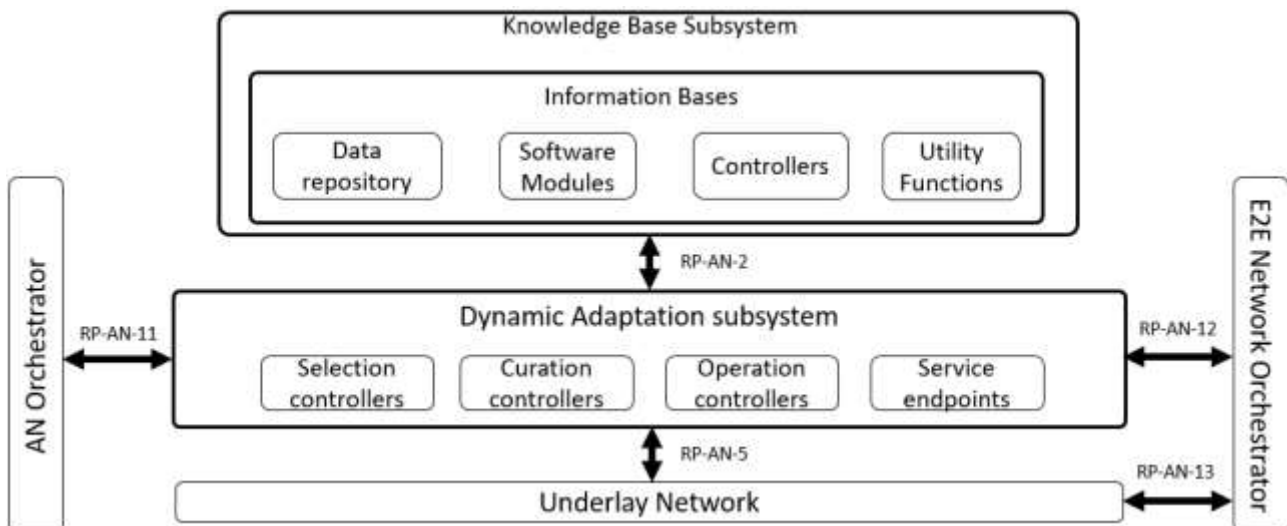 Knowledge Base Subsystem
Information Bases
Data
repository
Software
Modules
Controllers
Utility
Functions
RP-AN-2
AN Orchestrator
RP-AN-11
Dynamic Adaptation subsystem
Selection
controllers
Curation
controllers
Operation
controllers
Service
endpoints
RP-AN-12
E2E Network Orchestrator
RP-AN-5
Underlay Network
RP-AN-13